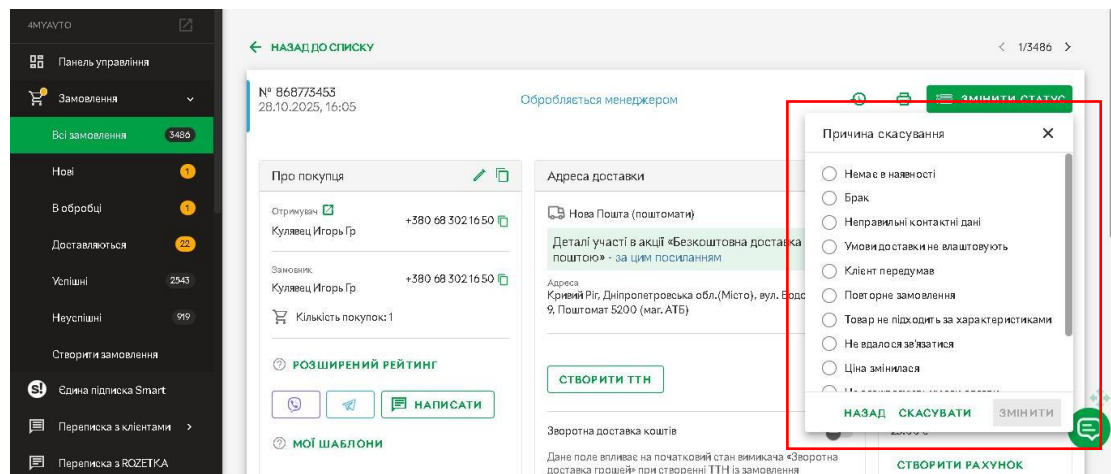 4MYAVTO
Панель управління
Замовлення
Всі замовлення 3486
Нові 1
В обробці 1
Доставляються 22
Успішні 2543
Неуспішні 919
Створити замовлення
Єдина підписка Smart
Переписка з клієнтами
Переписка з ROZETKA
НАЗАД ДО СПИСКУ
1/3486
№ 868773453
28.10.2025, 16:05
Обробляється менеджером
ЗМІНИТИ СТАТУС
Про покупця
Отримувач
Кулявец Игорь Гр
+380 68 302 16 50
Замовник
Кулявец Игорь Гр
+380 68 302 16 50
Кількість покупок: 1
РОЗШИРЕНИЙ РЕЙТИНГ
НАПИСАТИ
МОЇ ШАБЛОНИ
Адреса доставки
Нова Пошта (поштомати)
Деталі участі в акції «Безкоштовна доставка
поштою» - за цим посиланням
Адреса
Кривий Ріг, Дніпропетровська обл.(Місто), вул.
9, Поштомат 5200 (маг. АТБ)
СТВОРИТИ ТТН
Зворотна доставка коштів
Дане поле впливає на початковий стан вимикача «Зворотна
доставка грошей» при створенні ТТН із замовлення
Причина скасування
Немає в наявності
Брак
Неправильні контактні дані
Умови доставки не влаштовують
Клієнт передумав
Повторне замовлення
Товар не підходить за характеристиками
Не вдалося зв'язатися
Ціна змінилася
НАЗАД СКАСУВАТИ ЗМІНИТИ
СТВОРИТИ РАХУНОК